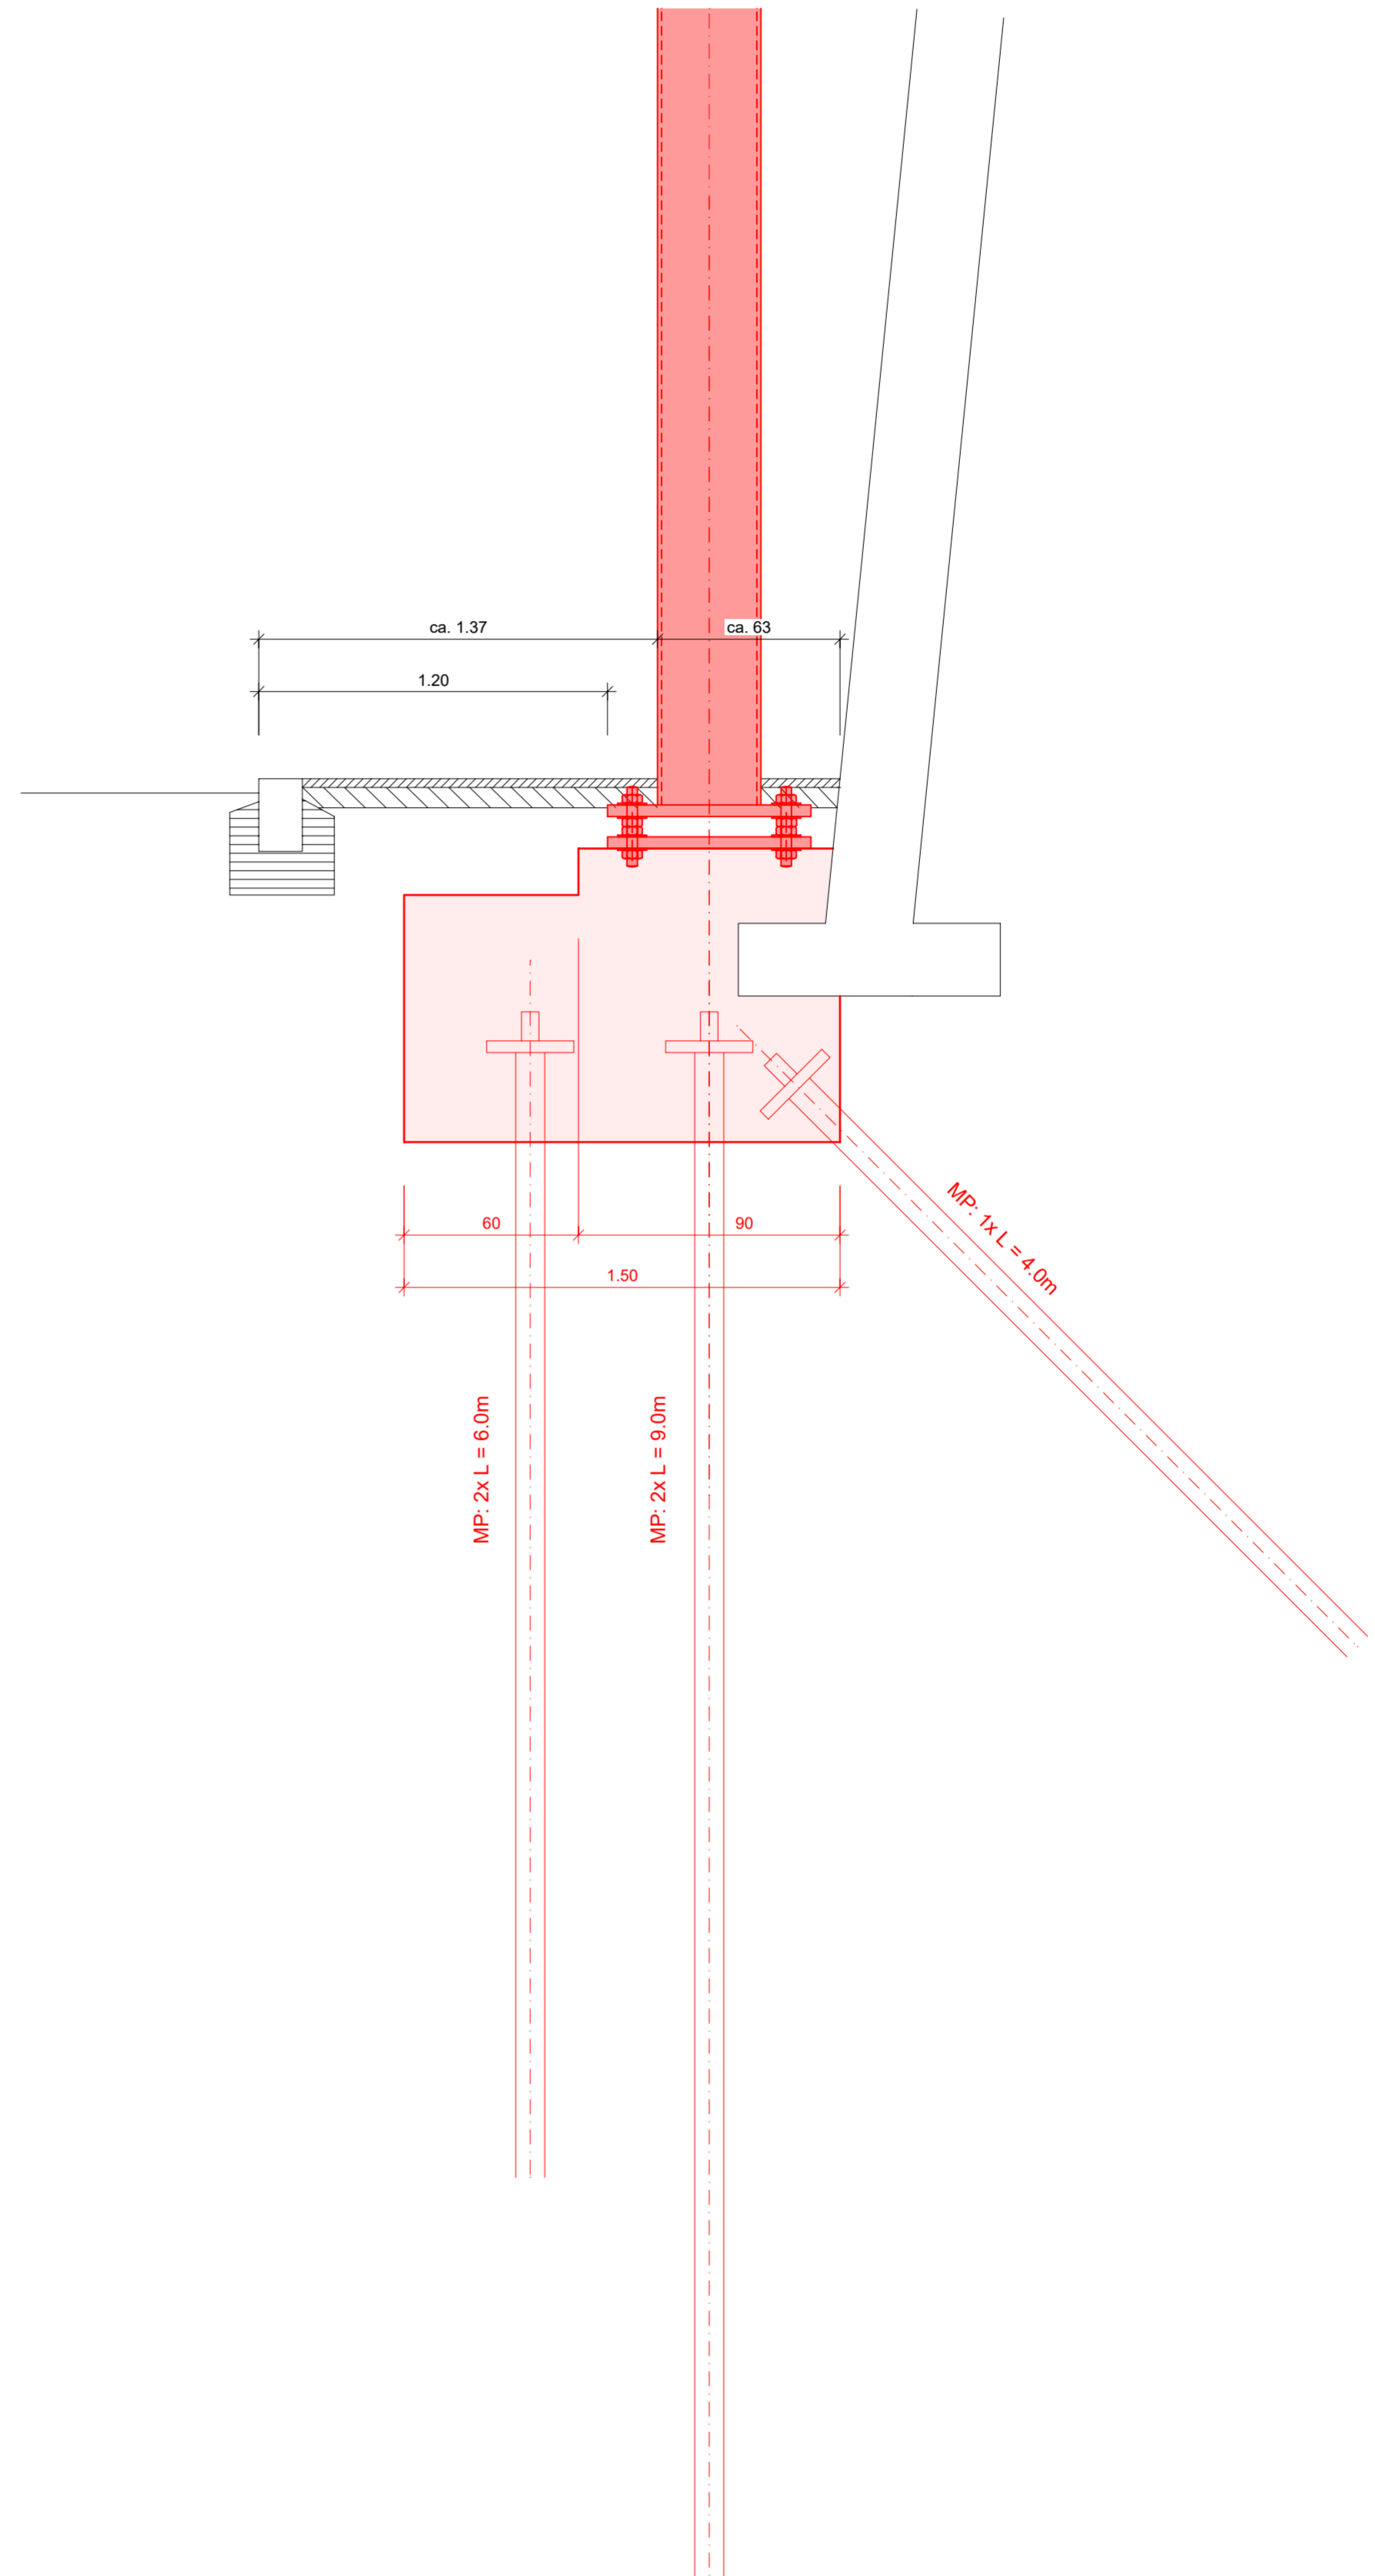 ca. 1.37
ca. 63
1.20
60
90
1.50
MP: 1x L = 4.0m
MP: 2x L = 6.0m
MP: 2x L = 9.0m